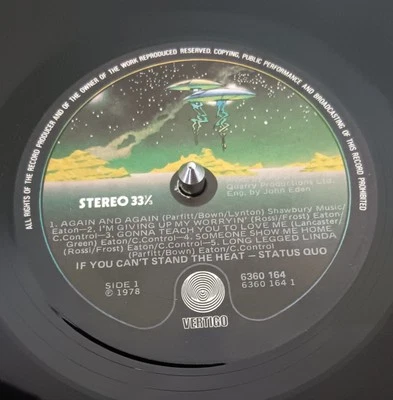 ALL RIGHTS OF THE RECORD PRODUCER AND OF THE OWNER OF THE WORK REPRODUCED RESERVED. COPYING, PUBLIC PERFORMANCE AND BROADCASTING OF THIS RECORD PROHIBITED
STEREO 33⅓
Quarry Productions Ltd.
Eng. by John Eden
1. AGAIN AND AGAIN (Parfitt/Bown/Lynton) Shawbury Music/
Eaton–2. I'M GIVING UP MY WORRYIN' (Rossi/Frost) Eaton/
C.Control–3. GONNA TEACH YOU TO LOVE ME (Lancaster/
Green) Eaton/C.Control–4. SOMEONE SHOW ME HOME
(Rossi/Frost) Eaton/C.Control–5. LONG LEGGED LINDA
(Parfitt/Bown) Eaton/C.Control
IF YOU CAN'T STAND THE HEAT – STATUS QUO
SIDE 1
℗ 1978
6360 164
6360 164 1
VERTIGO